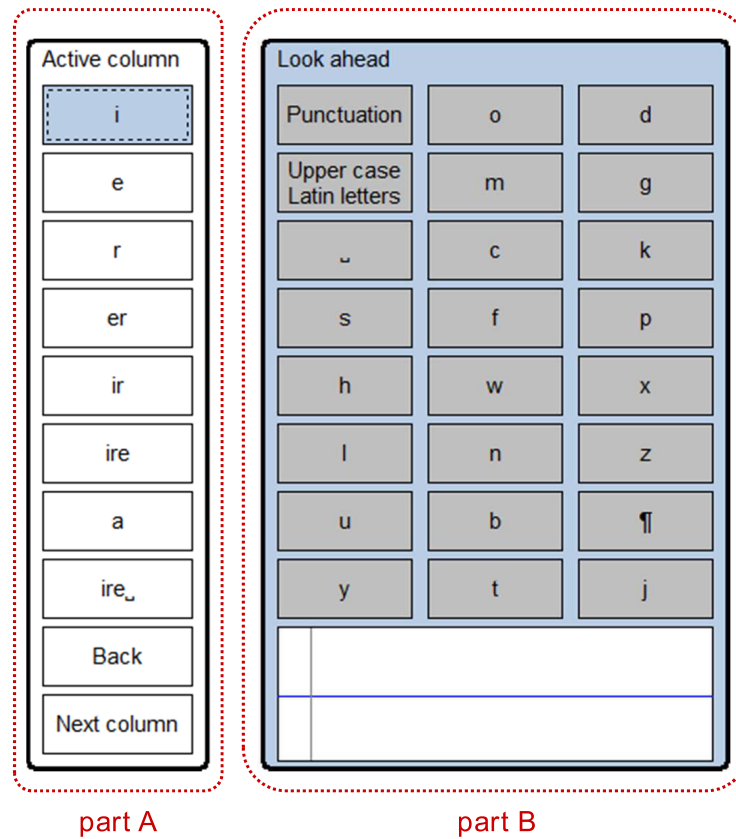 Active column
i
e
r
er
ir
ire
a
ire␣
Back
Next column
Look ahead
Punctuation o d
Upper case
Latin letters m g
␣ c k
s f p
h w x
l n z
u b ¶
y t j
part A
part B